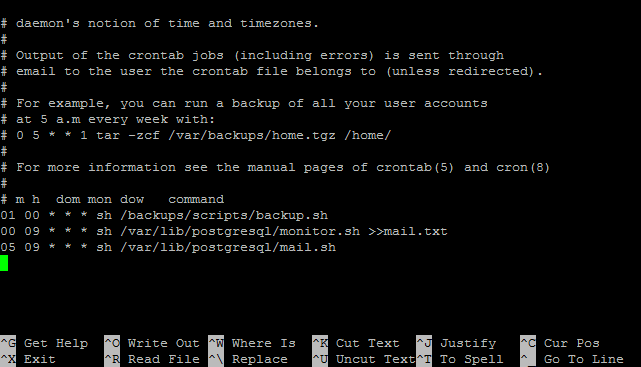 # daemon's notion of time and timezones.
#
# Output of the crontab jobs (including errors) is sent through
# email to the user the crontab file belongs to (unless redirected).
#
# For example, you can run a backup of all your user accounts
# at 5 a.m every week with:
# 0 5 * * 1 tar -zcf /var/backups/home.tgz /home/
#
# For more information see the manual pages of crontab(5) and cron(8)
#
# m h  dom mon dow   command
01 00 * * * sh /backups/scripts/backup.sh
00 09 * * * sh /var/lib/postgresql/monitor.sh >>mail.txt
05 09 * * * sh /var/lib/postgresql/mail.sh
^G Get Help  ^O Write Out ^W Where Is  ^K Cut Text  ^J Justify   ^C Cur Pos
^X Exit      ^R Read File ^\ Replace   ^U Uncut Text^T To Spell  ^_ Go To Line